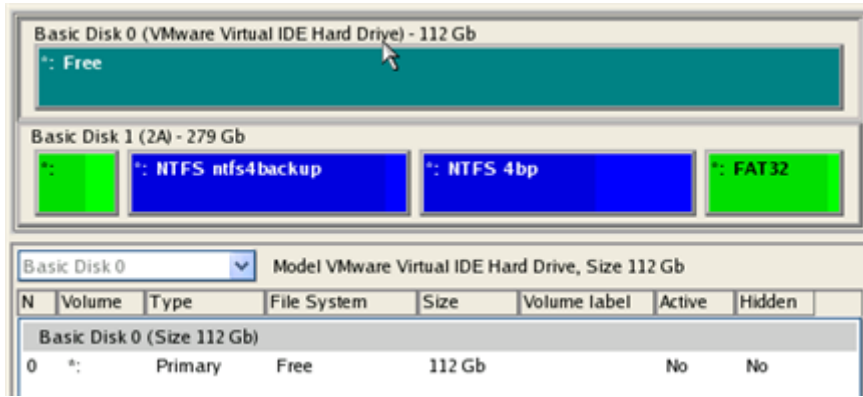 Basic Disk 0 (VMware Virtual IDE Hard Drive) - 112 Gb
*: Free
Basic Disk 1 (2A) - 279 Gb
*: *: NTFS ntfs4backup *: NTFS 4bp *: FAT32
Basic Disk 0 Model VMware Virtual IDE Hard Drive, Size 112 Gb
N Volume Type File System Size Volume label Active Hidden
Basic Disk 0 (Size 112 Gb)
0 *: Primary Free 112 Gb No No